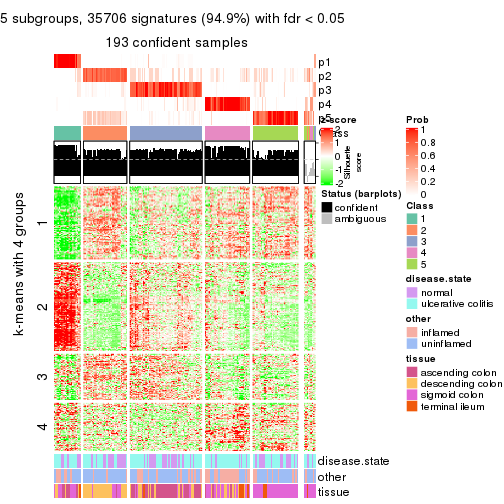 5 subgroups, 35706 signatures (94.9%) with fdr < 0.05
193 confident samples
p1
p2
p3
p4
p5
Class
k-means with 4 groups
1
2
3
4
disease.state
other
tissue
z-score
2
1
0
-1
-2
Silhouette
score
Status (barplots)
confident
ambiguous
Prob
1
0.8
0.6
0.4
0.2
0
Class
1
2
3
4
5
disease.state
normal
ulcerative colitis
other
inflamed
uninflamed
tissue
ascending colon
descending colon
sigmoid colon
terminal ileum